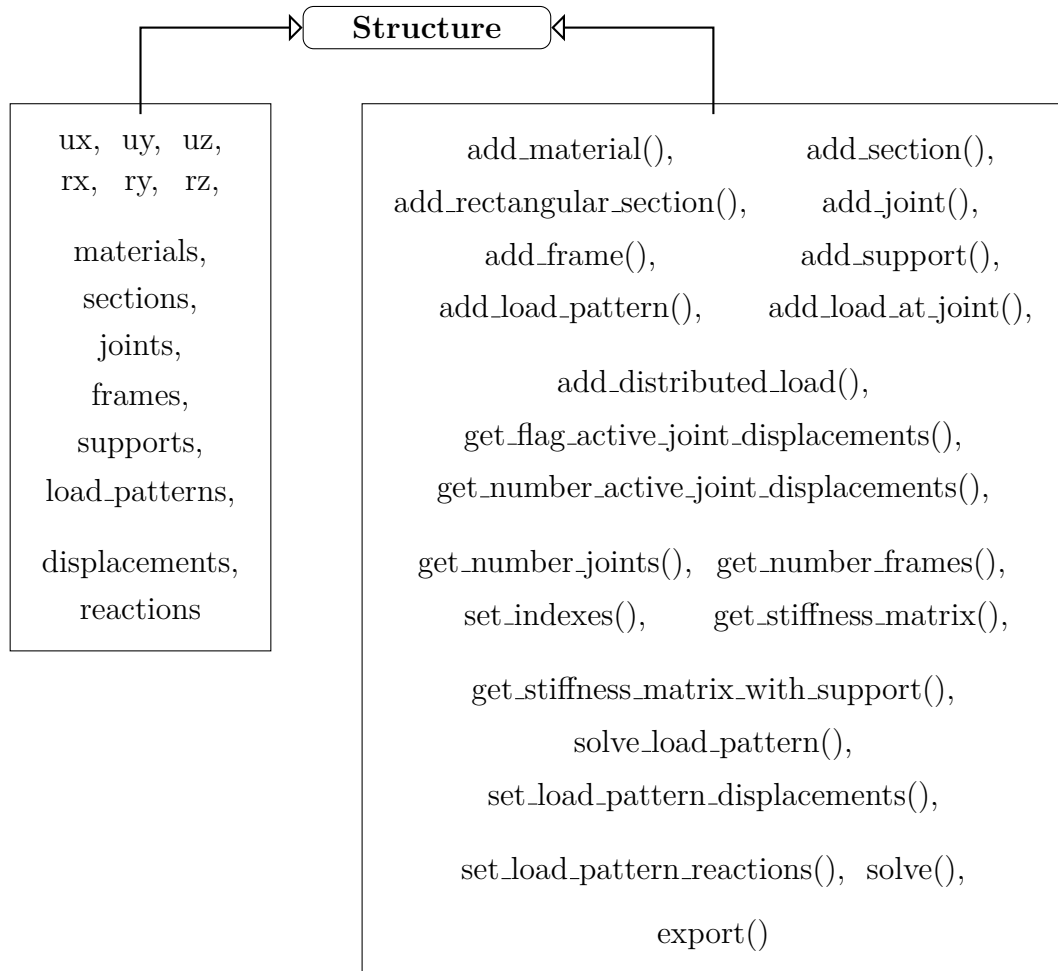 Structure
ux, uy, uz,
rx, ry, rz,
materials,
sections,
joints,
frames,
supports,
load_patterns,
displacements,
reactions
add_material(), add_section(),
add_rectangular_section(), add_joint(),
add_frame(), add_support(),
add_load_pattern(), add_load_at_joint(),
add_distributed_load(),
get_flag_active_joint_displacements(),
get_number_active_joint_displacements(),
get_number_joints(), get_number_frames(),
set_indexes(), get_stiffness_matrix(),
get_stiffness_matrix_with_support(),
solve_load_pattern(),
set_load_pattern_displacements(),
set_load_pattern_reactions(), solve(),
export()